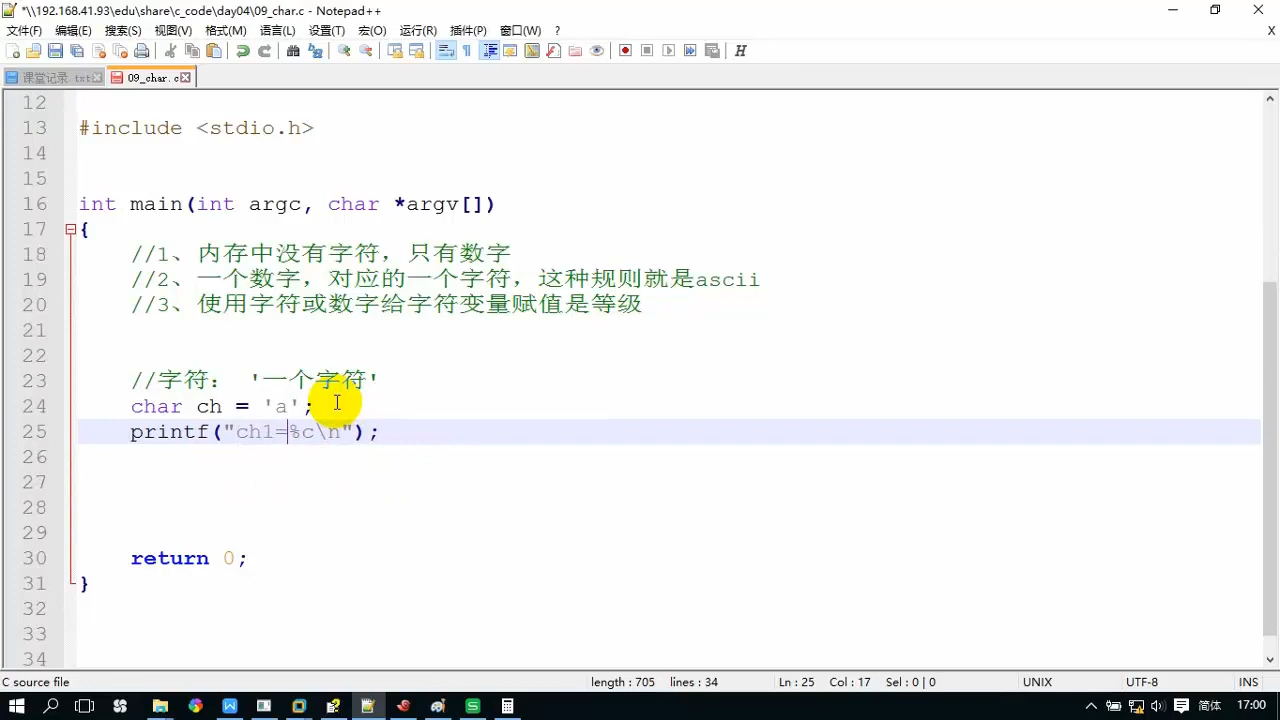 *\\192.168.41.93\edu\share\c_code\day04\09_char.c - Notepad++
文件(F) 编辑(E) 搜索(S) 视图(V) 格式(M) 语言(L) 设置(T) 宏(O) 运行(R) 插件(P) 窗口(W) ? X
课堂记录.txt 09_char.c
12
13 #include <stdio.h>
14
15
16 int main(int argc, char *argv[])
17 {
18 //1、内存中没有字符，只有数字
19 //2、一个数字，对应的一个字符，这种规则就是ascii
20 //3、使用字符或数字给字符变量赋值是等级
21
22
23 //字符： '一个字符'
24 char ch = 'a';
25 printf("ch1=%c\n");
26
27
28
29
30 return 0;
31 }
32
33
34
C source file length : 705 lines : 34 Ln : 25 Col : 17 Sel : 0 | 0 UNIX UTF-8 INS
简体 17:00